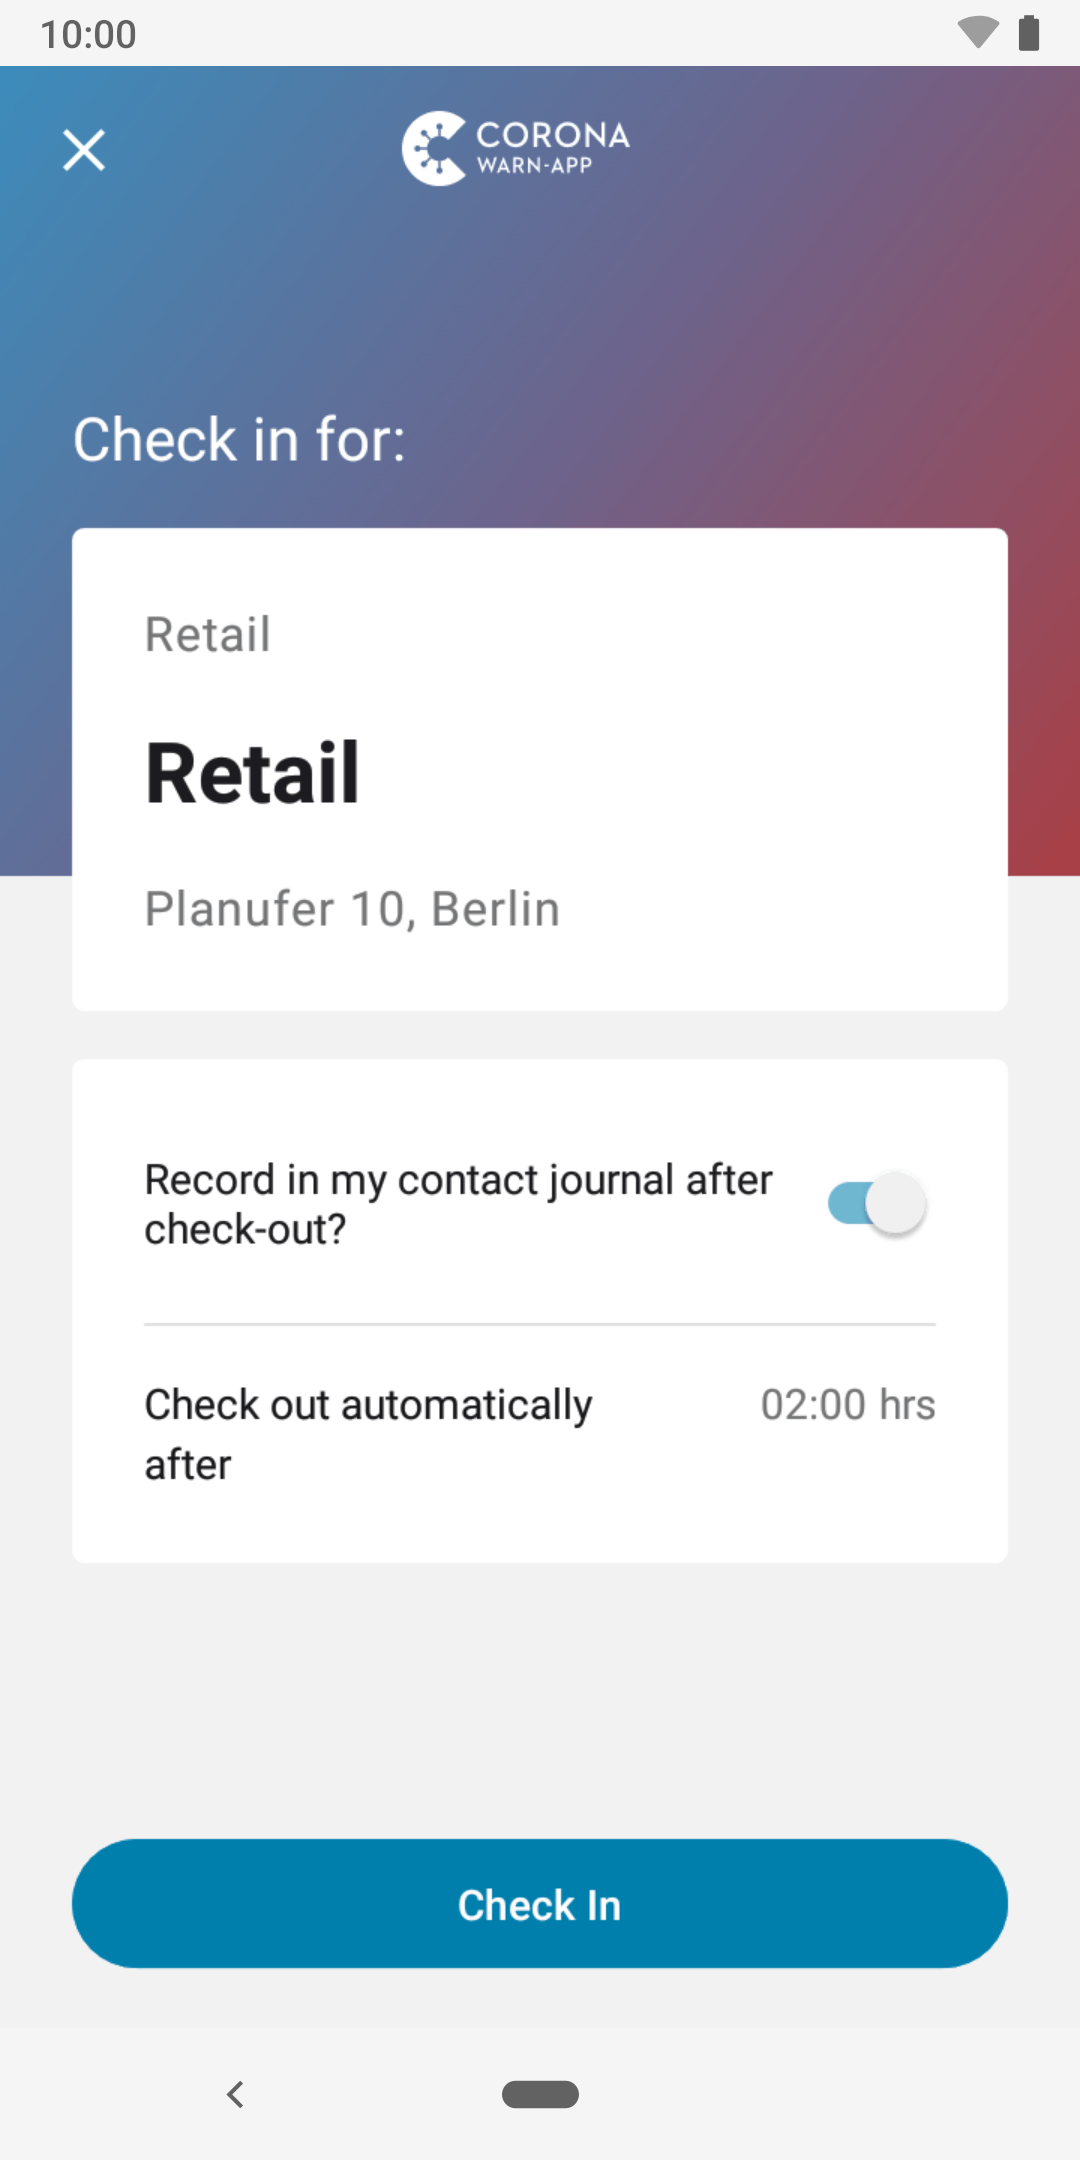 10:00
CORONA
WARN-APP
Check in for:
Retail
Retail
Planufer 10, Berlin
Record in my contact journal after
check-out?
Check out automatically
after
02:00 hrs
Check In